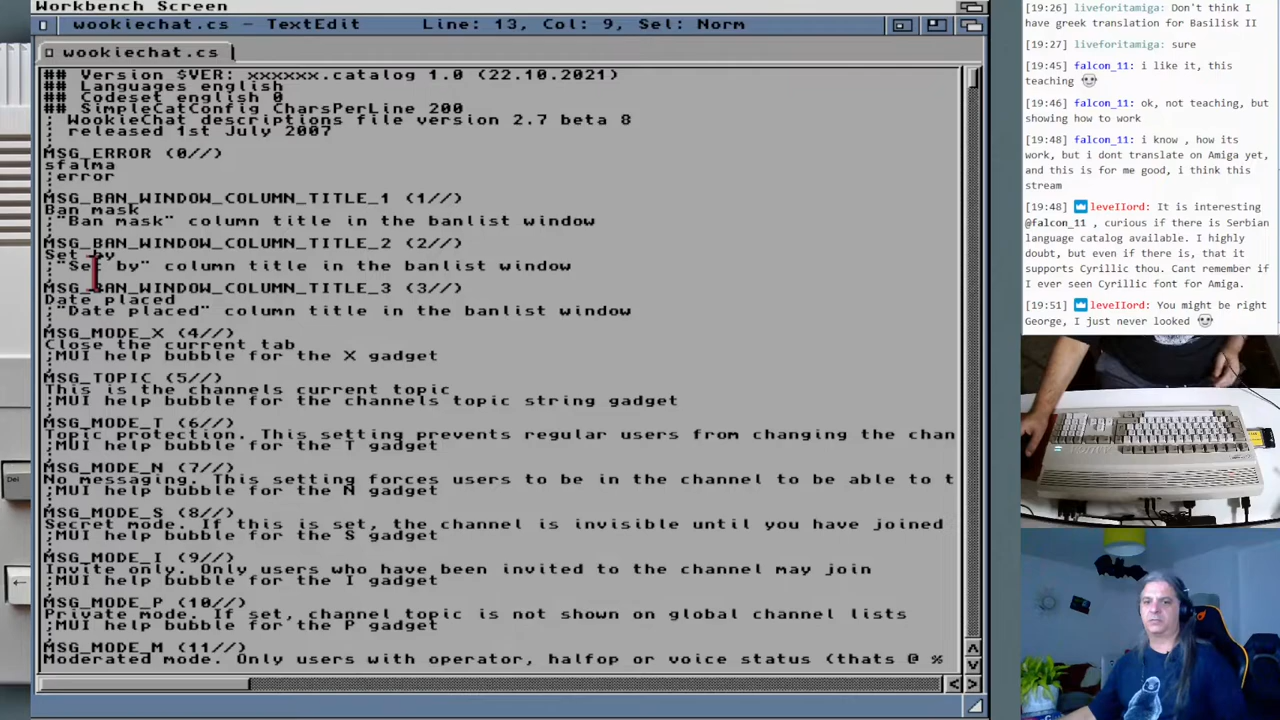 Workbench Screen
wookiechat.cs - TextEdit Line: 13, Col: 9, Sel: Norm
wookiechat.cs
## Version $VER: xxxxxx.catalog 1.0 (22.10.2021)
## Languages english
## Codeset english 0
## SimpleCatConfig CharsPerLine 200
; WookieChat descriptions file version 2.7 beta 8
; released 1st July 2007
;
MSG_ERROR (0//)
sfalma
;error
;
MSG_BAN_WINDOW_COLUMN_TITLE_1 (1//)
Ban mask
;"Ban mask" column title in the banlist window
;
MSG_BAN_WINDOW_COLUMN_TITLE_2 (2//)
Set by
;"Set by" column title in the banlist window
;
MSG_BAN_WINDOW_COLUMN_TITLE_3 (3//)
Date placed
;"Date placed" column title in the banlist window
;
MSG_MODE_X (4//)
Close the current tab
;MUI help bubble for the X gadget
;
MSG_TOPIC (5//)
This is the channels current topic
;MUI help bubble for the channels topic string gadget
;
MSG_MODE_T (6//)
Topic protection. This setting prevents regular users from changing the chan
;MUI help bubble for the T gadget
;
MSG_MODE_N (7//)
No messaging. This setting forces users to be in the channel to be able to t
;MUI help bubble for the N gadget
;
MSG_MODE_S (8//)
Secret mode. If this is set, the channel is invisible until you have joined
;MUI help bubble for the S gadget
;
MSG_MODE_I (9//)
Invite only. Only users who have been invited to the channel may join
;MUI help bubble for the I gadget
;
MSG_MODE_P (10//)
Private mode. If set, channel topic is not shown on global channel lists
;MUI help bubble for the P gadget
;
MSG_MODE_M (11//)
Moderated mode. Only users with operator, halfop or voice status (thats @ %
[19:26] liveforitamiga: Don't think I
have greek translation for Basilisk II
[19:27] liveforitamiga: sure
[19:45] falcon_11: i like it, this
teaching
[19:46] falcon_11: ok, not teaching, but
showing how to work
[19:48] falcon_11: i know , how its
work, but i dont translate on Amiga yet,
and this is for me good, i think this
stream
[19:48] leveIIord: It is interesting
@falcon_11 , curious if there is Serbian
language catalog available. I highly
doubt, but even if there is, that it
supports Cyrillic thou. Cant remember if
I ever seen Cyrillic font for Amiga.
[19:51] leveIIord: You might be right
George, I just never looked
Del